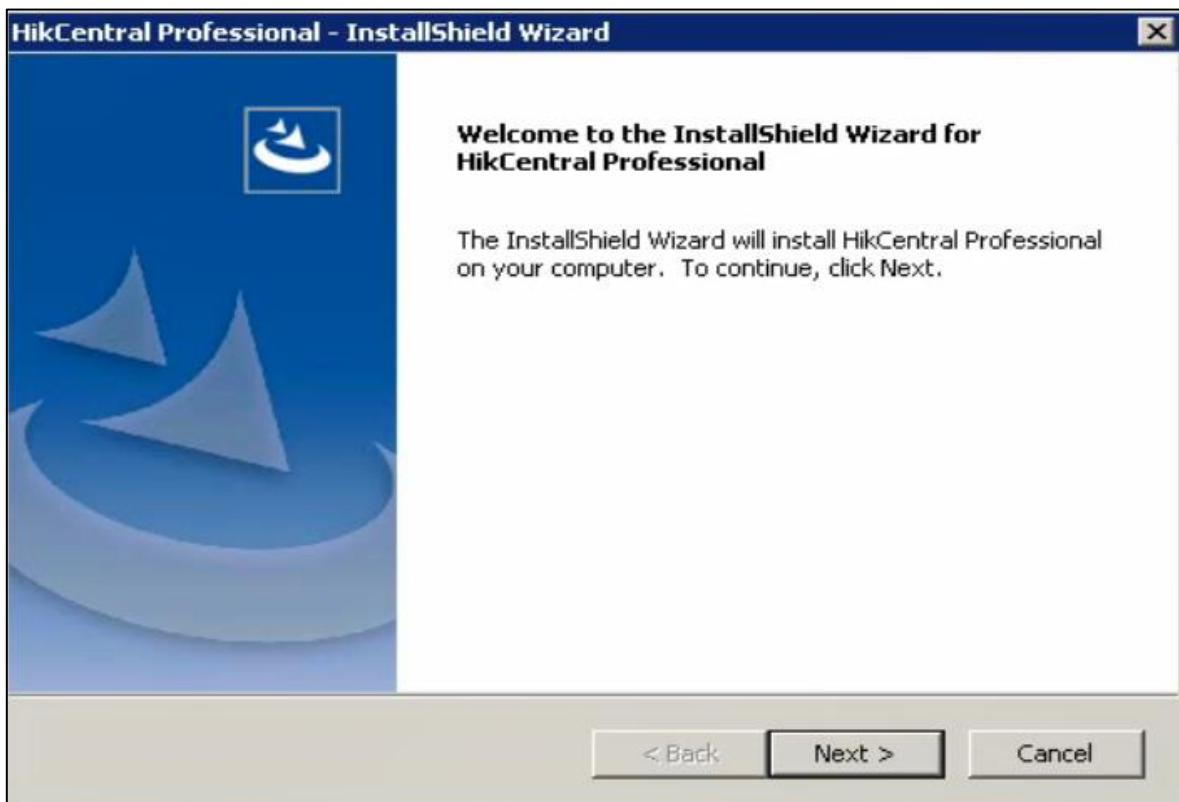 HikCentral Professional - InstallShield Wizard
Welcome to the InstallShield Wizard for
HikCentral Professional
The InstallShield Wizard will install HikCentral Professional
on your computer. To continue, click Next.
< Back
Next >
Cancel